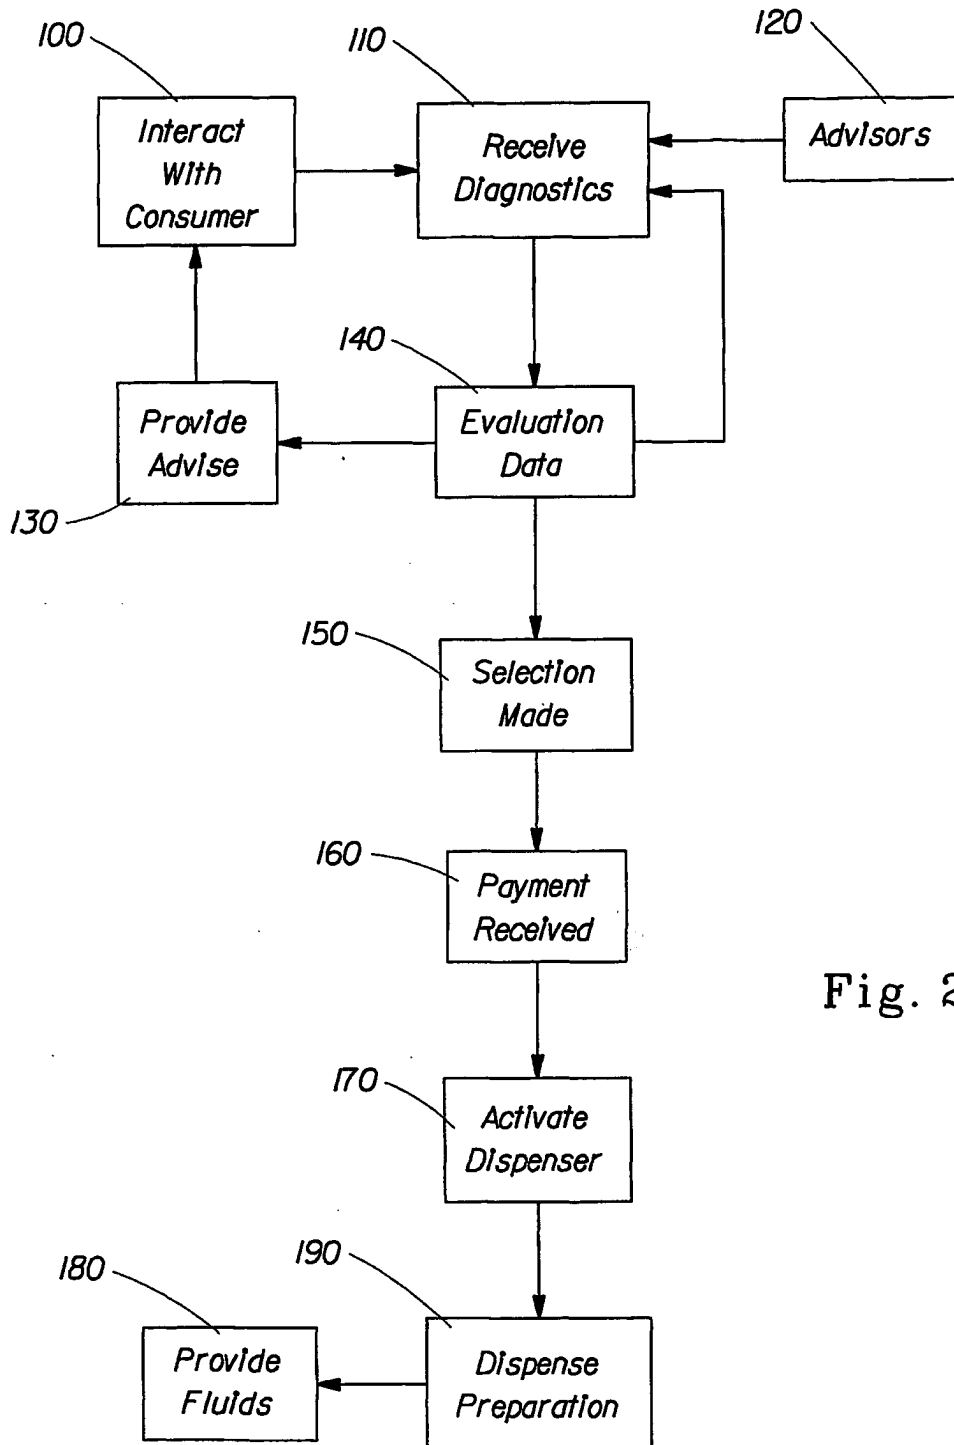 100
110
120
Interact
With
Consumer
Receive
Diagnostics
Advisors
140
Provide
Advise
Evaluation
Data
130
150
Selection
Made
160
Payment
Received
Fig. 2
170
Activate
Dispenser
180
190
Provide
Fluids
Dispense
Preparation